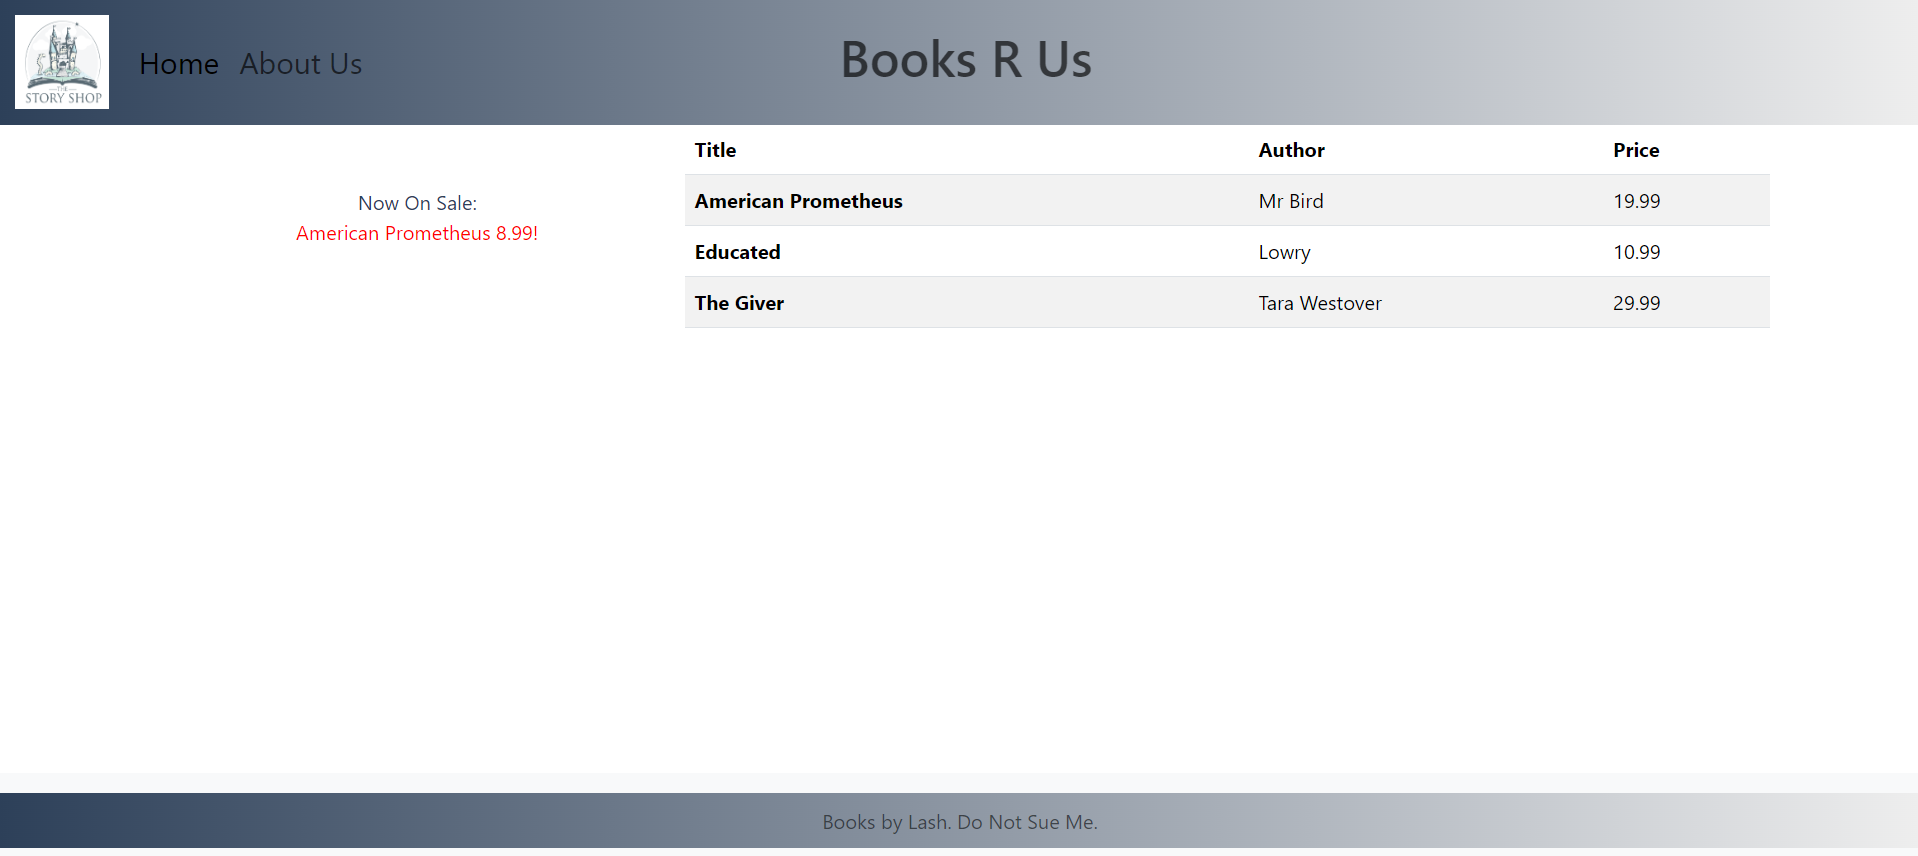 THE
STORY SHOP
Home About Us
Books R Us
Now On Sale:
American Prometheus 8.99!
Title Author Price
American Prometheus Mr Bird 19.99
Educated Lowry 10.99
The Giver Tara Westover 29.99
Books by Lash. Do Not Sue Me.